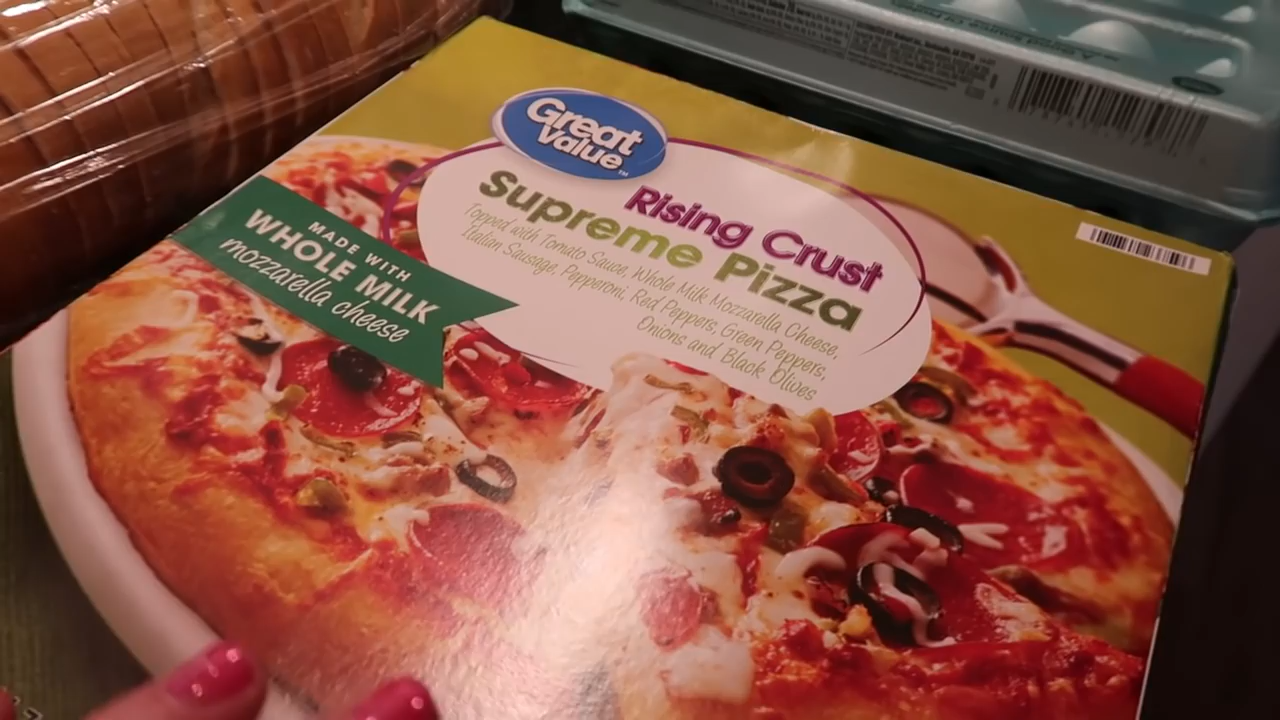 Great
Value
TM
Rising Crust
Supreme Pizza
Topped with Tomato Sauce, Whole Milk Mozzarella Cheese,
Italian Sausage, Pepperoni, Red Peppers, Green Peppers,
Onions and Black Olives
MADE WITH
WHOLE MILK
mozzarella cheese